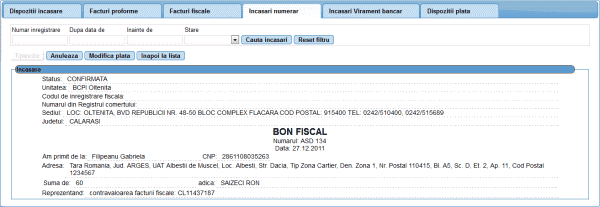 Dispozitii incasare Facturi proforme Facturi fiscale Incasari numerar Incasari Virament bancar Dispozitii plata
Numar inregistrare Dupa data de Inainte de Stare
Cauta incasari Reset filtru
Tipareste Anuleaza Modifica plata Inapoi la lista
Incasare
Status: CONFIRMATA
Unitatea: BCPI Oltenita
Codul de inregistrare fiscala:
Numarul din Registrul comertului:
Sediul: LOC. OLTENITA, BVD REPUBLICII NR. 48-50 BLOC COMPLEX FLACARA COD POSTAL: 915400 TEL: 0242/510400, 0242/515689
Judetul: CALARASI
BON FISCAL
Numarul: ASD 134
Data: 27.12.2011
Am primit de la: Filipeanu Gabriela CNP: 2861108035263
Adresa: Tara Romania, Jud. ARGES, UAT Albestii de Muscel, Loc. Albesti, Str. Dacia, Tip Zona Cartier, Den. Zona 1, Nr. Postal 110415, Bl. A5, Sc. D, Et. 2, Ap. 11, Cod Postal
1234567
Suma de: 60 adica: SAIZECI RON
Reprezentand: contravaloarea facturii fiscale: CL11437187